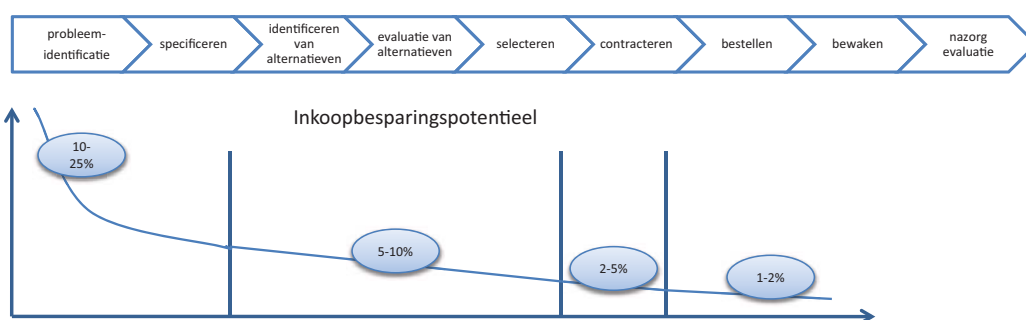 probleem-
identificatie
specificeren
identificeren
van
alternatieven
evaluatie van
alternatieven
selecteren
contracteren
bestellen
bewaken
nazorg
evaluatie
Inkoopbesparingspotentieel
10-
25%
5-10%
2-5%
1-2%